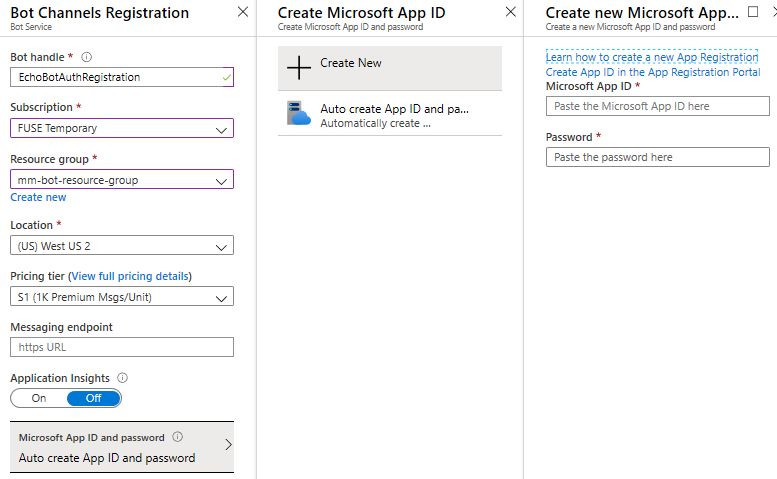 Bot Channels Registration
Bot Service
Bot handle *
EchoBotAuthRegistration
Subscription *
FUSE Temporary
Resource group *
mm-bot-resource-group
Create new
Location *
(US) West US 2
Pricing tier (View full pricing details)
S1 (1K Premium Msgs/Unit)
Messaging endpoint
https URL
Application Insights
On Off
Microsoft App ID and password
Auto create App ID and password
Create Microsoft App ID
Create Microsoft App ID and password
Create New
Auto create App ID and pa...
Automatically create ...
Create new Microsoft App...
Create a new Microsoft App ID and password
Learn how to create a new App Registration
Create App ID in the App Registration Portal
Microsoft App ID *
Paste the Microsoft App ID here
Password *
Paste the password here